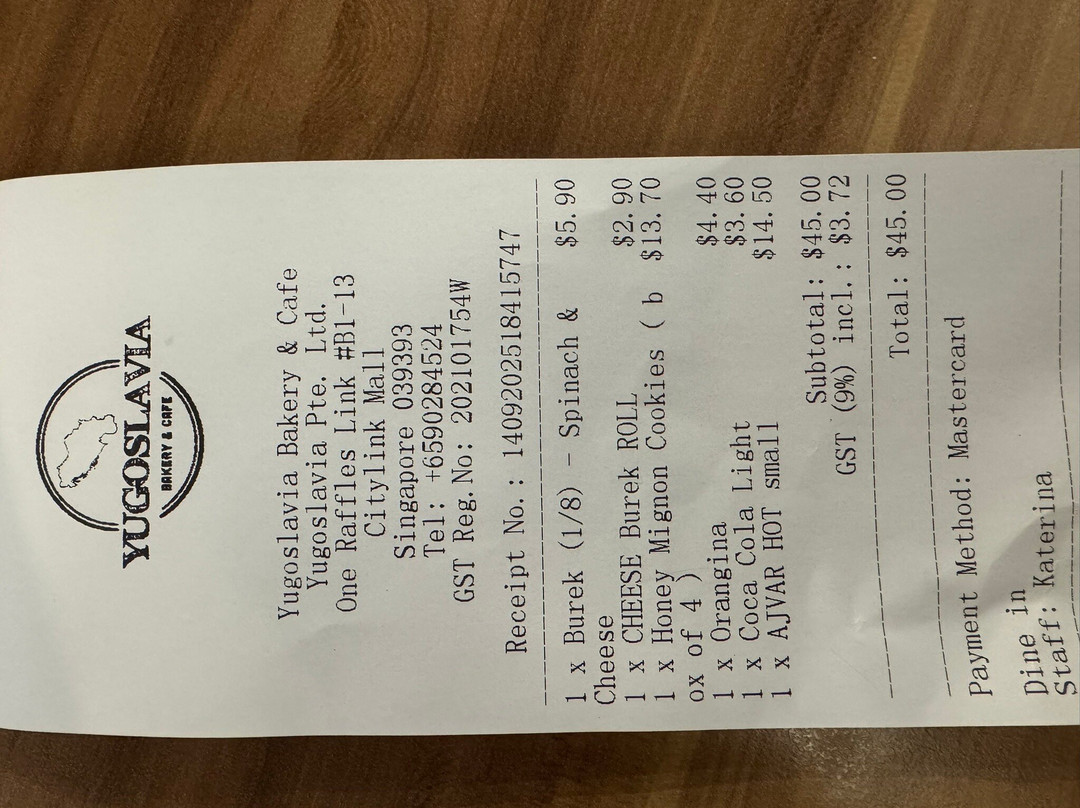 YUGOSLAVIA
BAKERY & CAFE
Yugoslavia Bakery & Cafe
Yugoslavia Pte. Ltd.
One Raffles Link #B1-13
Citylink Mall
Singapore 039393
Tel: +6590284524
GST Reg.No: 202101754W
Receipt No.: 14092025184157​47
1 x Burek (1/8) - Spinach & $5.90
Cheese
1 x CHEESE Burek ROLL $2.90
1 x Honey Mignon Cookies ( b $13.70
ox of 4 )
1 x Orangina $4.40
1 x Coca Cola Light $3.60
1 x AJVAR HOT small $14.50
Subtotal: $45.00
GST (9%) incl.: $3.72
Total: $45.00
Payment Method: Mastercard
Dine in
Staff: Katerina